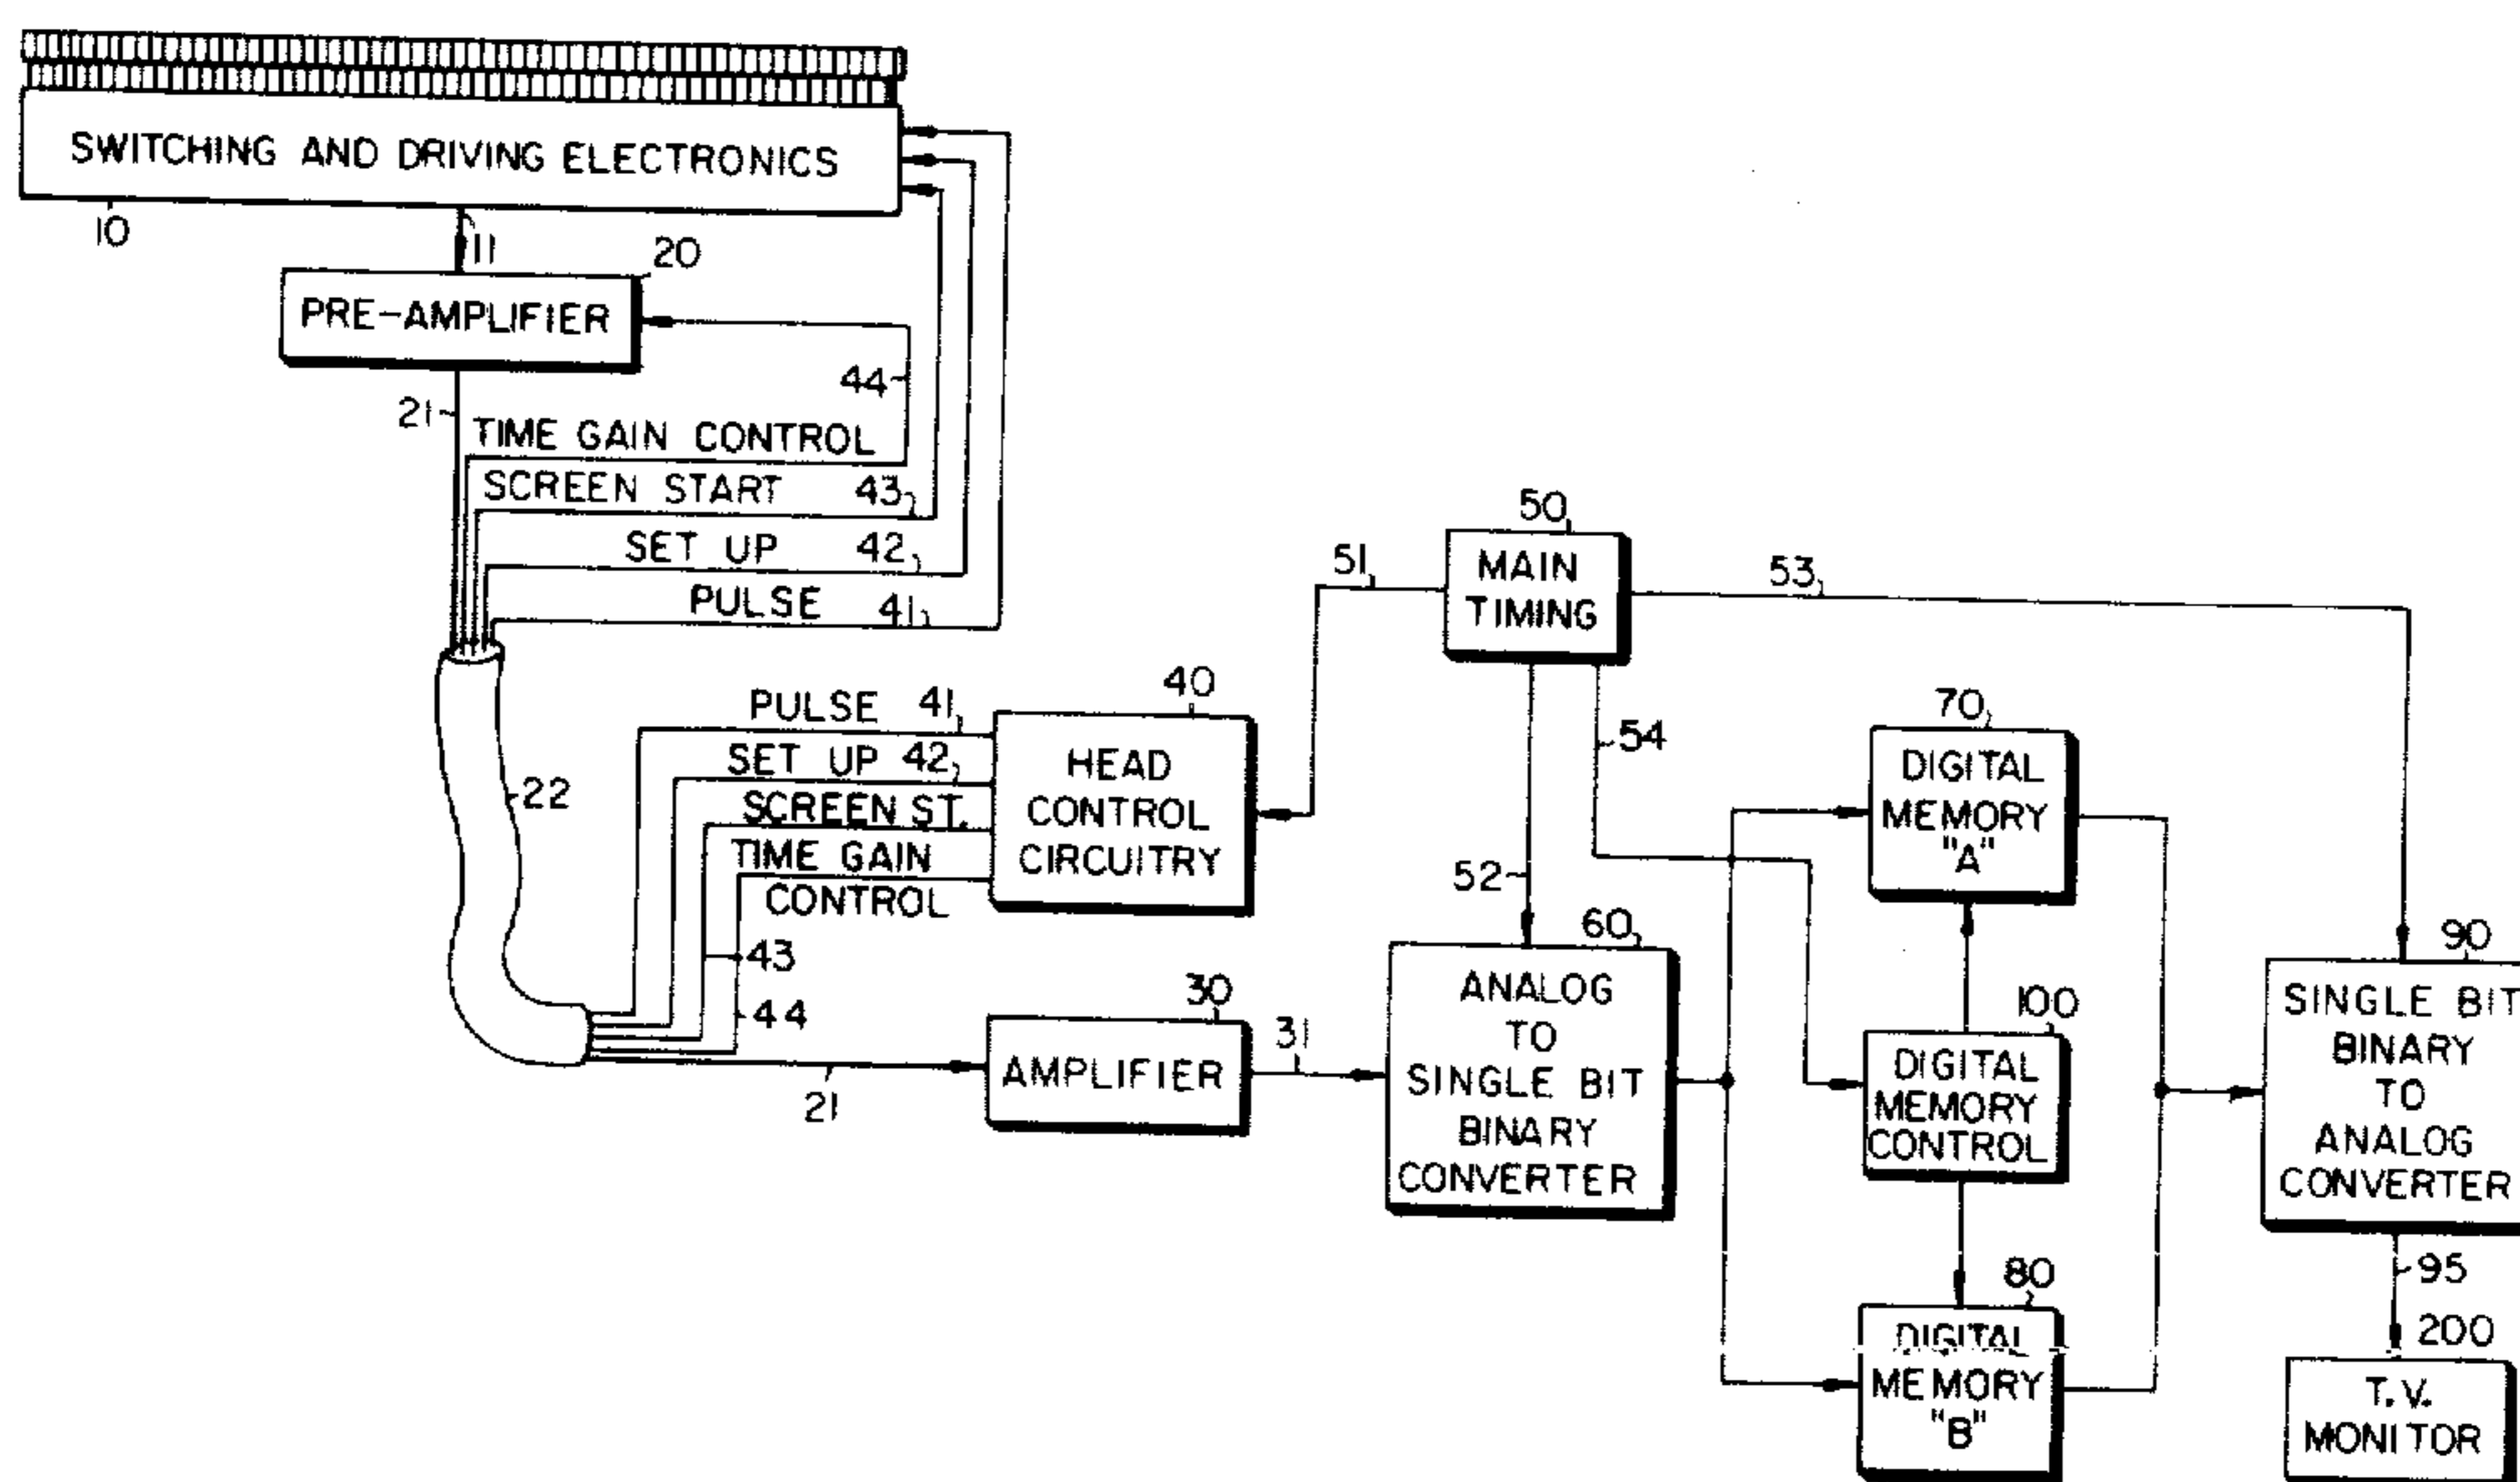 SWITCHING AND DRIVING ELECTRONICS
10
11
20
PRE-AMPLIFIER
44
21
TIME GAIN CONTROL
SCREEN START 43
SET UP 42
PULSE 41
22
PULSE 41
SET UP 42
SCREEN ST.
TIME GAIN
CONTROL
43
44
21
40
HEAD
CONTROL
CIRCUITRY
30
AMPLIFIER
31
50
MAIN
TIMING
51
52
53
54
60
ANALOG
TO
SINGLE BIT
BINARY
CONVERTER
70
DIGITAL
MEMORY
"A"
100
DIGITAL
MEMORY
CONTROL
80
DIGITAL
MEMORY
"B"
90
SINGLE BIT
BINARY
TO
ANALOG
CONVERTER
95
200
T.V.
MONITOR